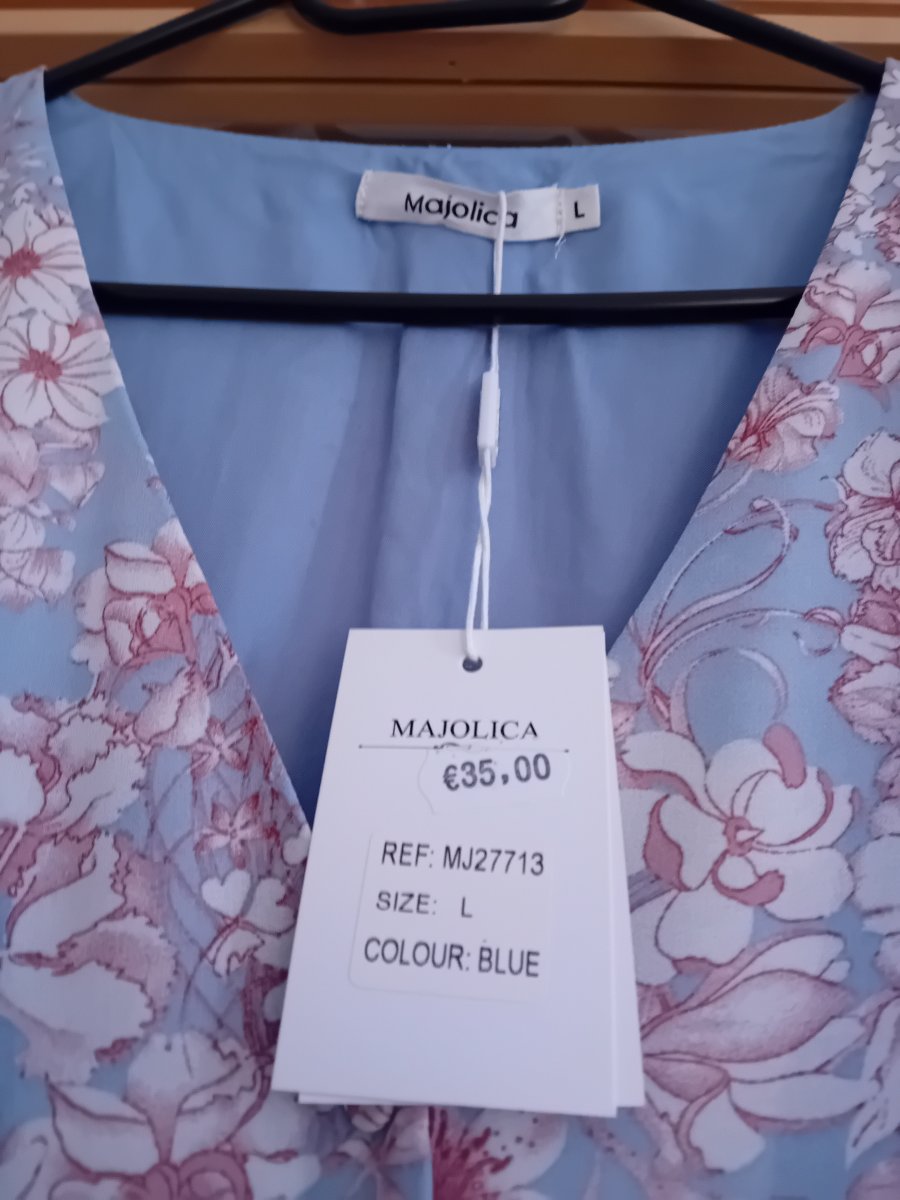 Majolica
L
MAJOLICA
€35,00
REF: MJ27713
SIZE: L
COLOUR: BLUE